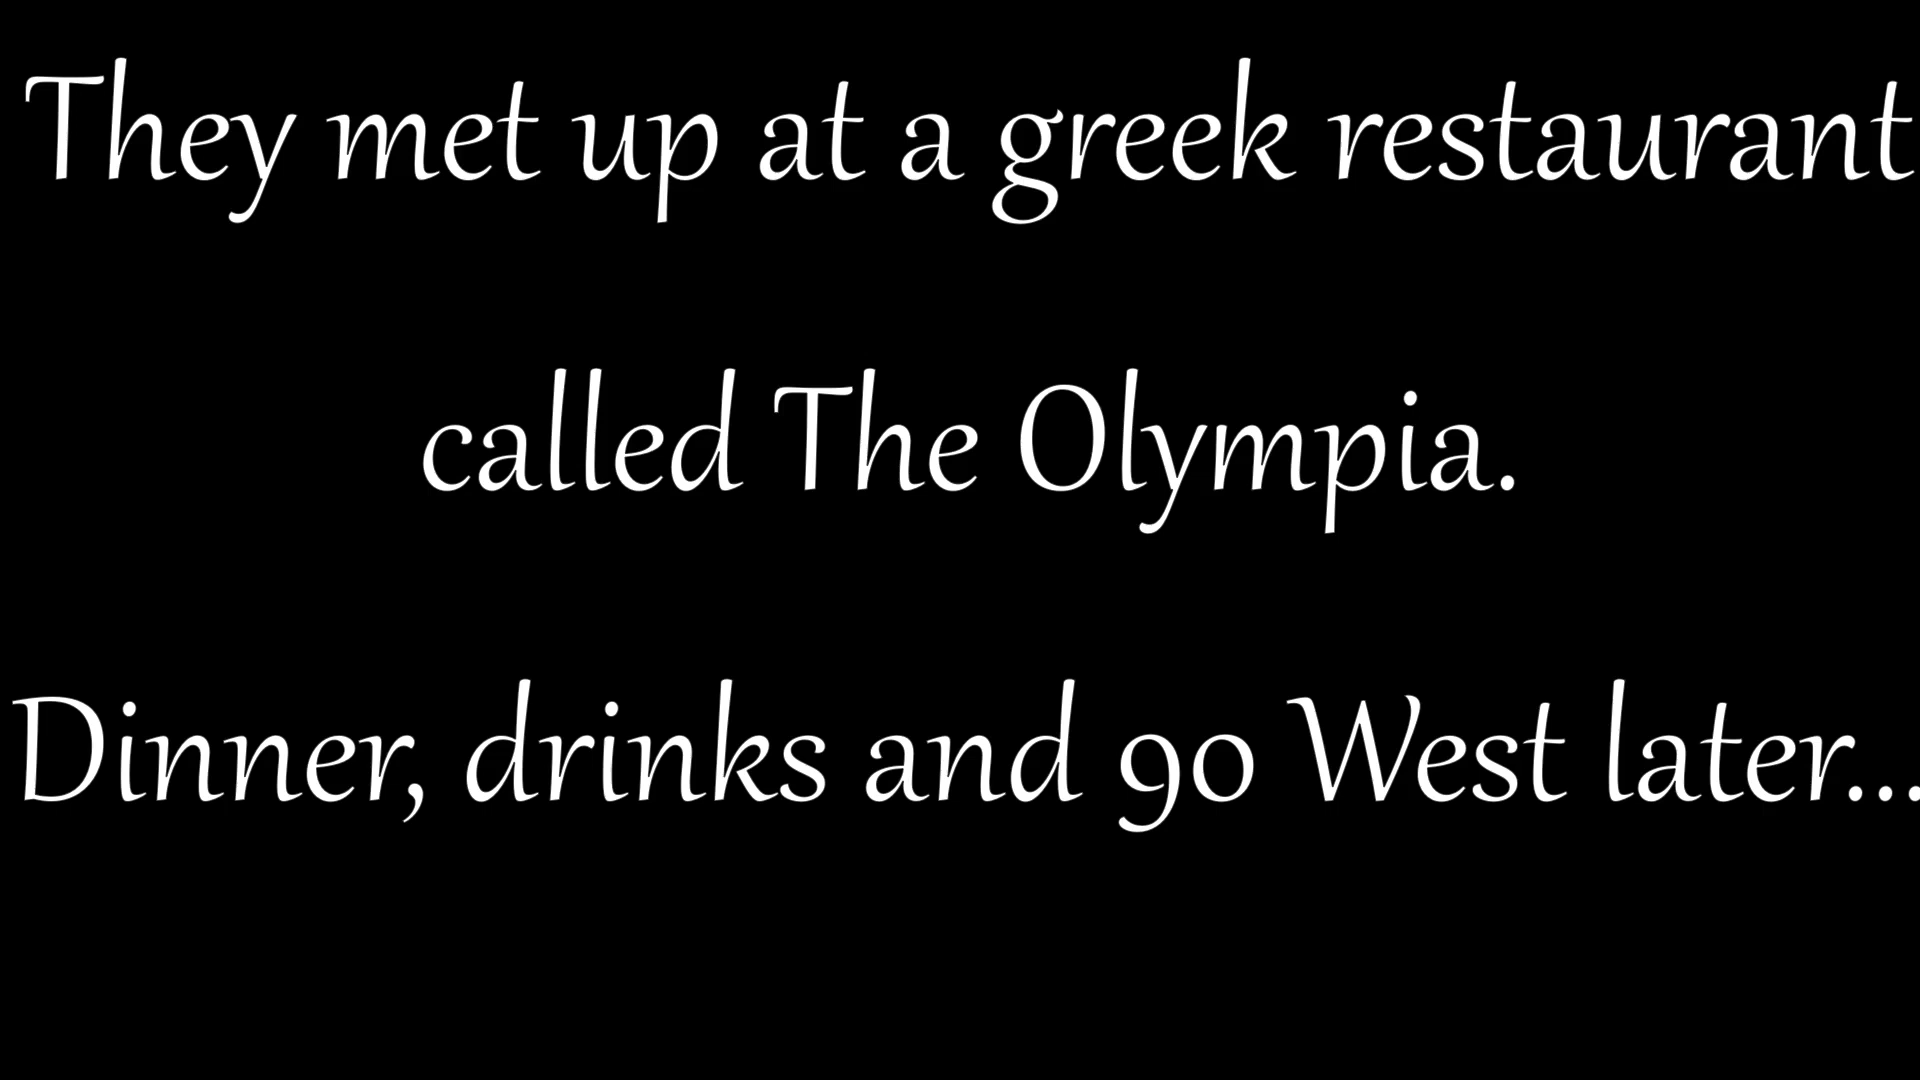 They met up at a greek restaurant
called The Olympia.
Dinner, drinks and 90 West later...